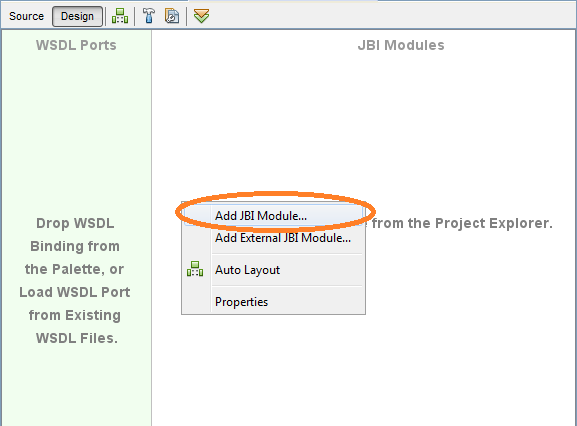 Source Design
WSDL Ports
JBI Modules
Drop WSDL
Binding from
the Palette, or
Load WSDL Port
from Existing
WSDL Files.
Add JBI Module...
from the Project Explorer.
Add External JBI Module...
Auto Layout
Properties